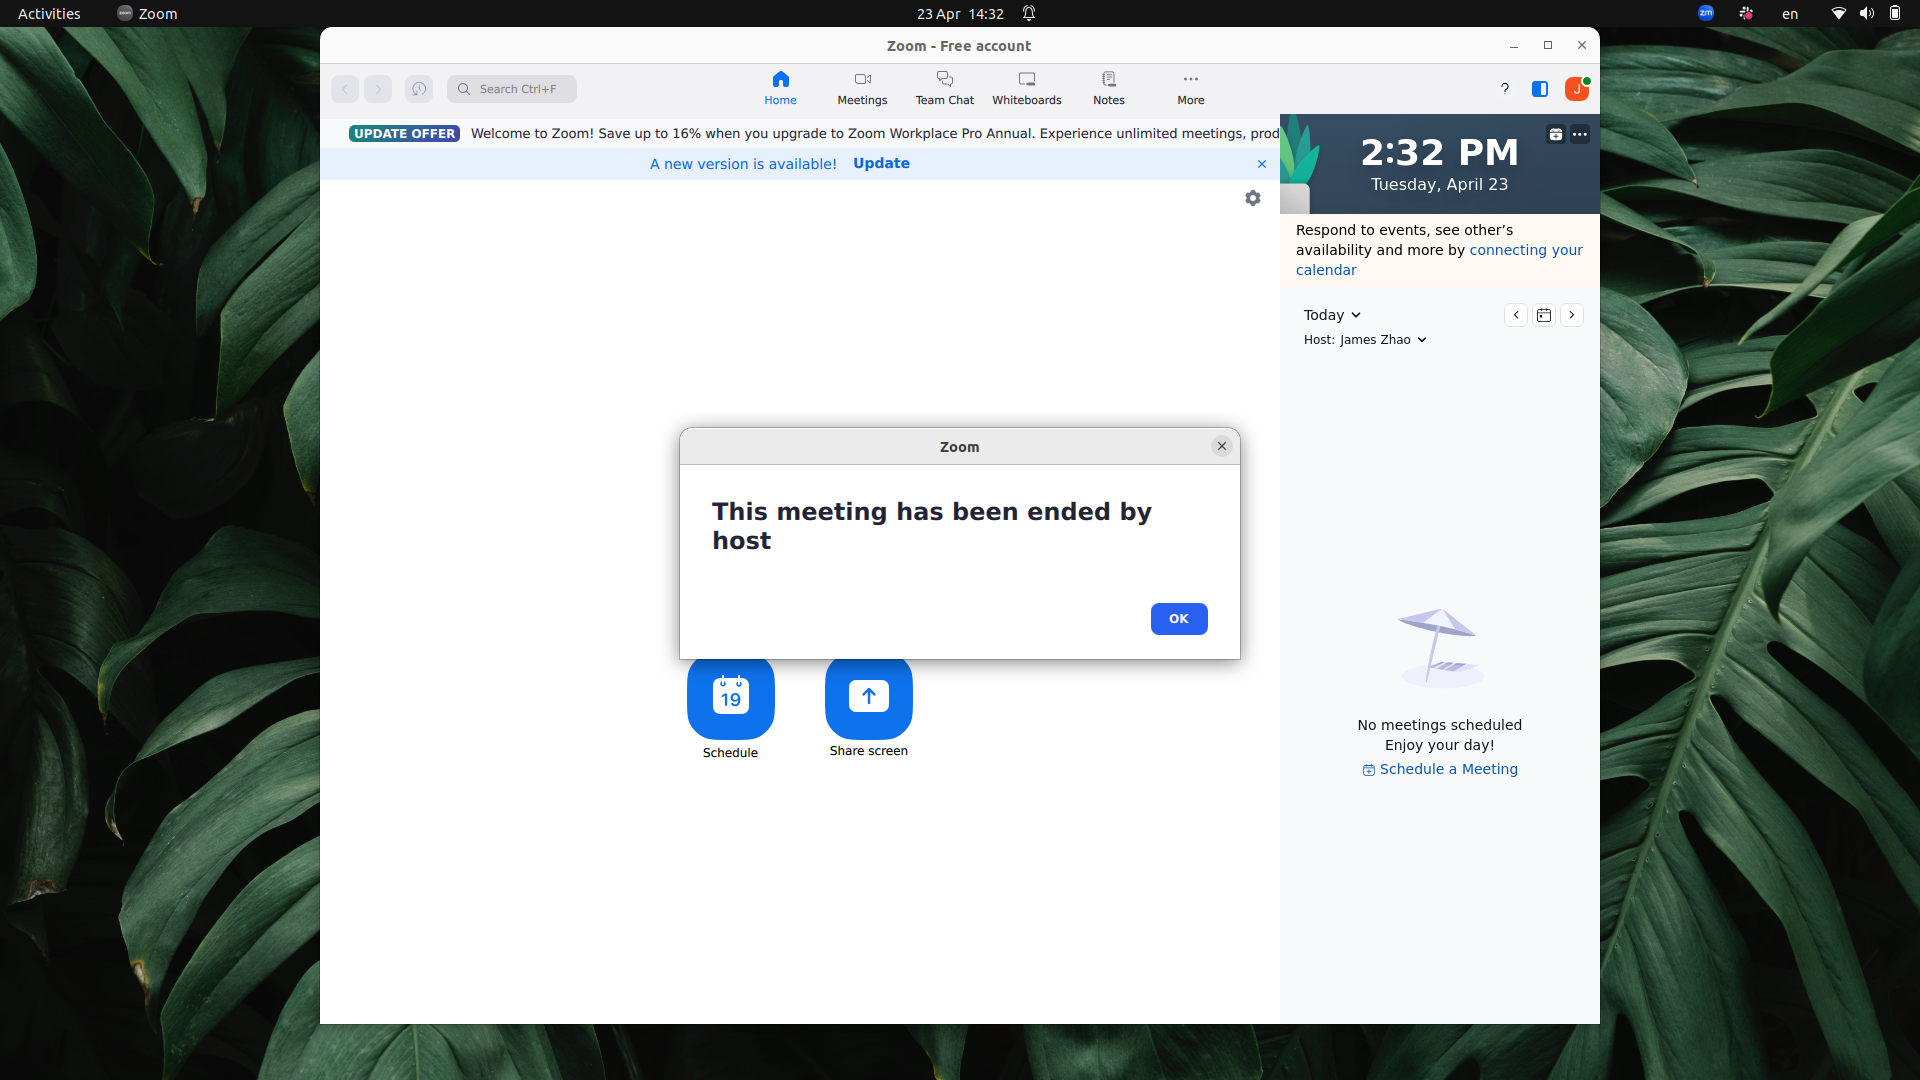 Activities
Zoom
23 Apr 14:32
zm
en
Zoom - Free account
Search Ctrl+F
Home
Meetings
Team Chat
Whiteboards
Notes
More
?
J
UPDATE OFFER Welcome to Zoom! Save up to 16% when you upgrade to Zoom Workplace Pro Annual. Experience unlimited meetings, prod
A new version is available! Update
2:32 PM
Tuesday, April 23
Respond to events, see other’s
availability and more by connecting your
calendar
Today
Host: James Zhao
Zoom
This meeting has been ended by
host
OK
19
Schedule
Share screen
No meetings scheduled
Enjoy your day!
Schedule a Meeting